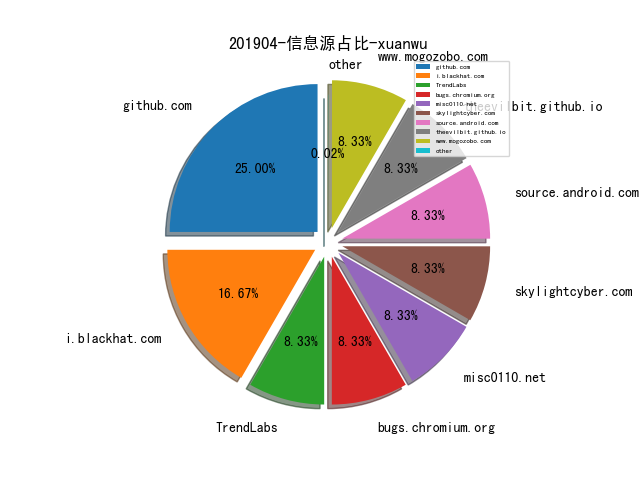 201904-信息源占比-xuanwu
www.mogozobo.com
other
github.com
theevilbit.github.io
github.com
i.blackhat.com
TrendLabs
bugs.chromium.org
misc0110.net
skylightcyber.com
source.android.com
theevilbit.github.io
www.mogozobo.com
other
8.33%
0.02%
25.00%
8.33%
source.android.com
8.33%
8.33%
skylightcyber.com
16.67%
8.33%
i.blackhat.com
8.33%
8.33%
misc0110.net
TrendLabs
bugs.chromium.org